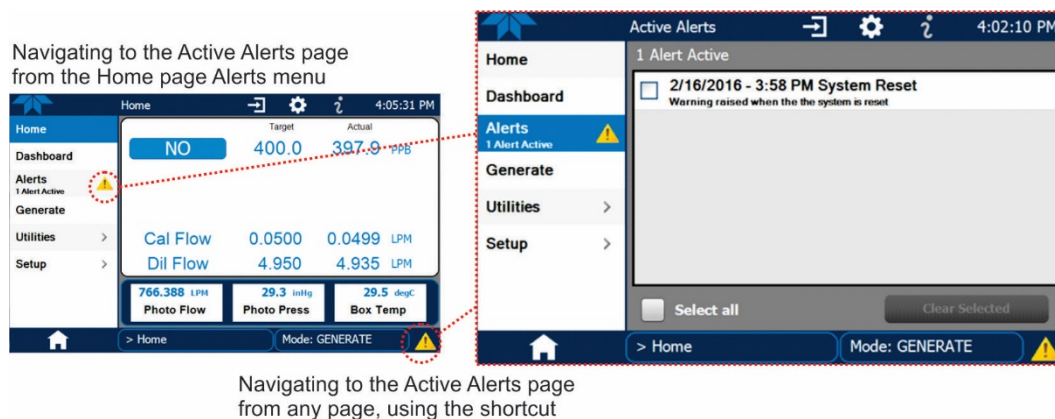 Navigating to the Active Alerts page
from the Home page Alerts menu
Home
4:05:31 PM
Home
Dashboard
Alerts
1 Alert Active
Generate
Utilities >
Setup >
Target Actual
NO 400.0 397.9 PPB
Cal Flow 0.0500 0.0499 LPM
Dil Flow 4.950 4.935 LPM
766.388 LPM
Photo Flow
29.3 inHg
Photo Press
29.5 degC
Box Temp
> Home
Mode: GENERATE
Active Alerts
4:02:10 PM
Home
Dashboard
Alerts
1 Alert Active
Generate
Utilities >
Setup >
1 Alert Active
2/16/2016 - 3:58 PM System Reset
Warning raised when the the system is reset
Select all
Clear Selected
> Home
Mode: GENERATE
Navigating to the Active Alerts page
from any page, using the shortcut